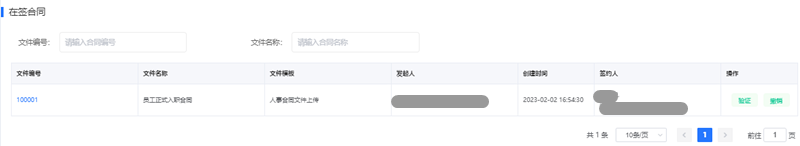 在签合同
文件编号： 请输入合同编号 文件名称： 请输入合同名称
文件编号 文件名称 文件模板 发起人 创建时间 签约人 操作
100001 员工正式入职合同 人事合同文件上传 2023-02-02 16:54:30 验证 撤销
共 1 条 10条/页 < 1 > 前往 1 页